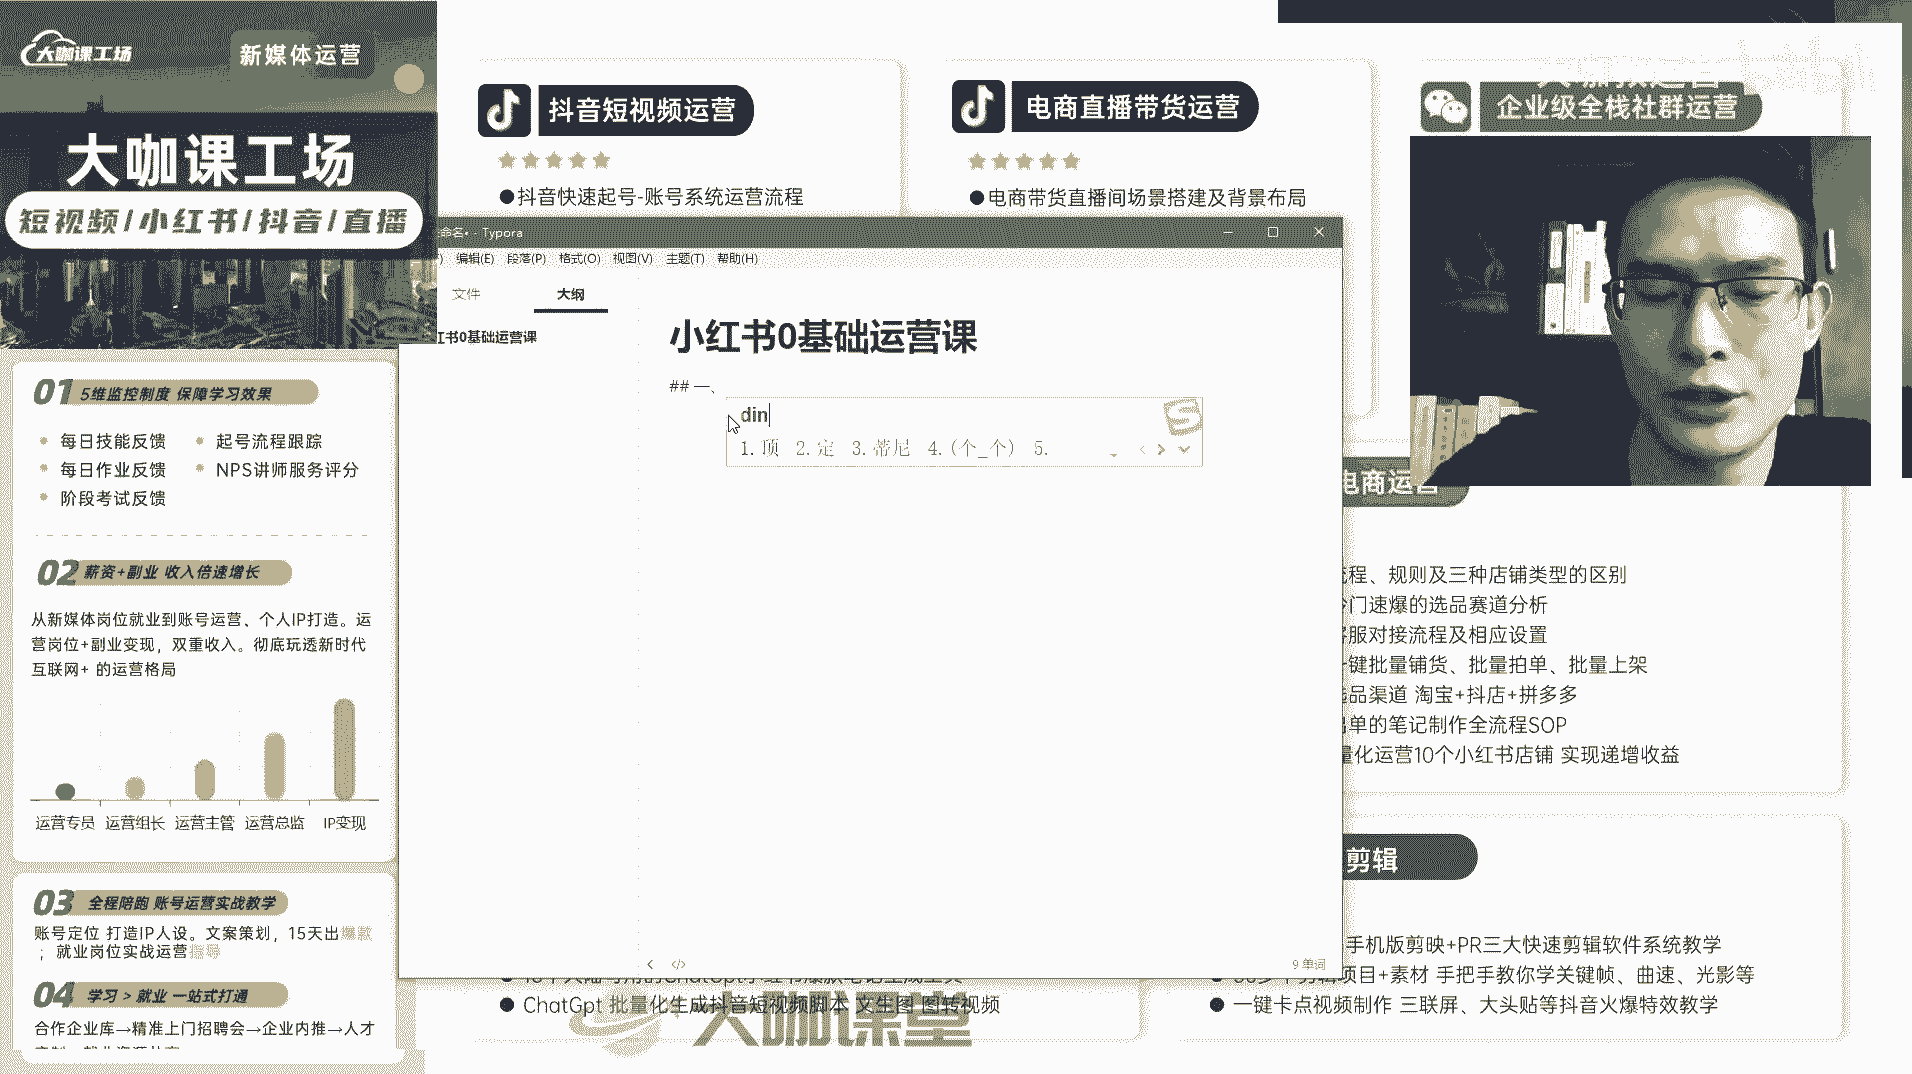 大咖课工场
新媒体运营
大咖课工场
短视频/小红书/抖音/直播
01 5维监控制度 保障学习效果
每日技能反馈
起号流程跟踪
每日作业反馈
NPS讲师服务评分
阶段考试反馈
02 薪资+副业 收入倍速增长
从新媒体岗位就业到账号运营、个人IP打造。运
营岗位+副业变现，双重收入。彻底玩透新时代
互联网+ 的运营格局
运营专员 运营组长 运营主管 运营总监 IP变现
03 全程陪跑 账号运营实战教学
账号定位 打造IP人设。文案策划，15天出爆款
；就业岗位实战运营指导
04 学习 > 就业 一站式打通
合作企业库→精准上门招聘会→企业内推→人才
抖音短视频运营
●抖音快速起号-账号系统运营流程
电商直播带货运营
●电商带货直播间场景搭建及背景布局
企业级全栈社群运营
命名• - Typora
编辑(E) 段落(P) 格式(O) 视图(V) 主题(T) 帮助(H)
文件 大纲
书0基础运营课
小红书0基础运营课
## 一、
din
1.顶 2.定 3.蒂尼 4.(个_个) 5.
9 单词
电商运营
程、规则及三种店铺类型的区别
门速爆的选品赛道分析
服对接流程及相应设置
键批量铺货、批量拍单、批量上架
品渠道 淘宝+抖店+拼多多
单的笔记制作全流程SOP
量化运营10个小红书店铺 实现递增收益
剪辑
手机版剪映+PR三大快速剪辑软件系统教学
项目+素材 手把手教你学关键帧、曲速、光影等
● 一键卡点视频制作 三联屏、大头贴等抖音火爆特效教学
● ChatGpt 批量化生成抖音短视频脚本 文生图 图转视频
大咖课堂